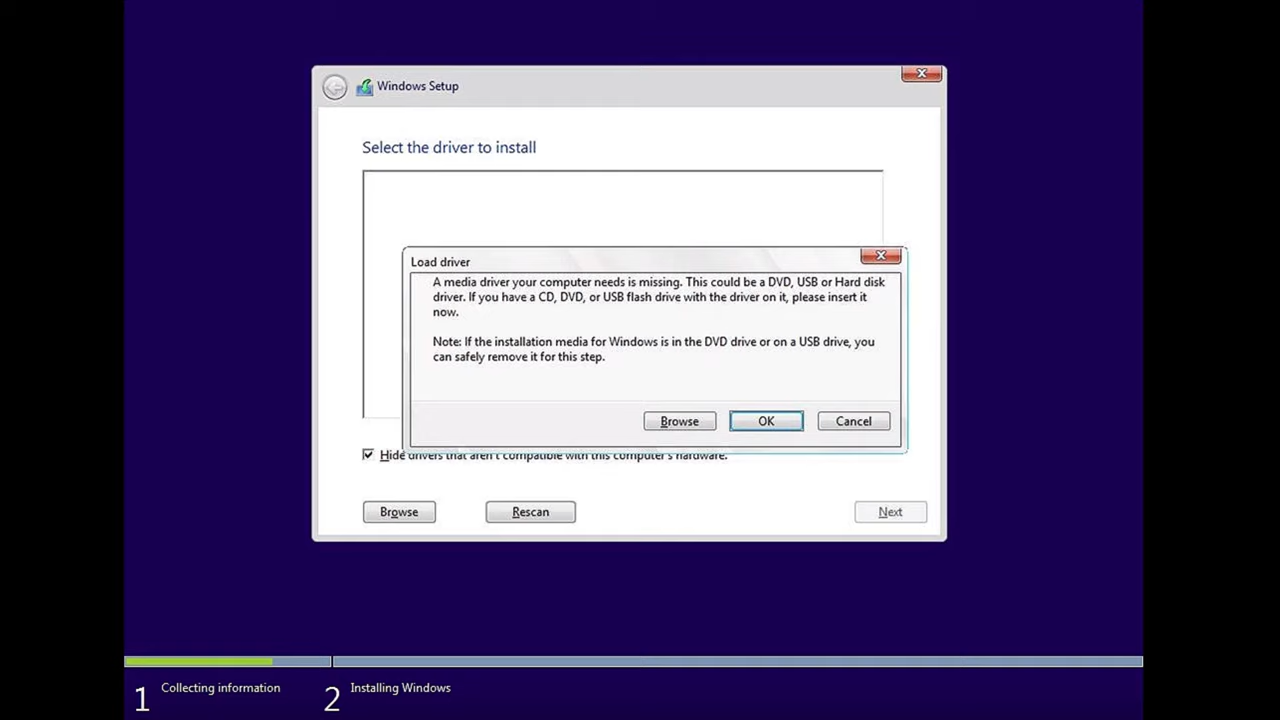 Windows Setup
Select the driver to install
Load driver
A media driver your computer needs is missing. This could be a DVD, USB or Hard disk
driver. If you have a CD, DVD, or USB flash drive with the driver on it, please insert it
now.
Note: If the installation media for Windows is in the DVD drive or on a USB drive, you
can safely remove it for this step.
Browse OK Cancel
Hide drivers that aren't compatible with this computer's hardware.
Browse Rescan Next
1 Collecting information 2 Installing Windows